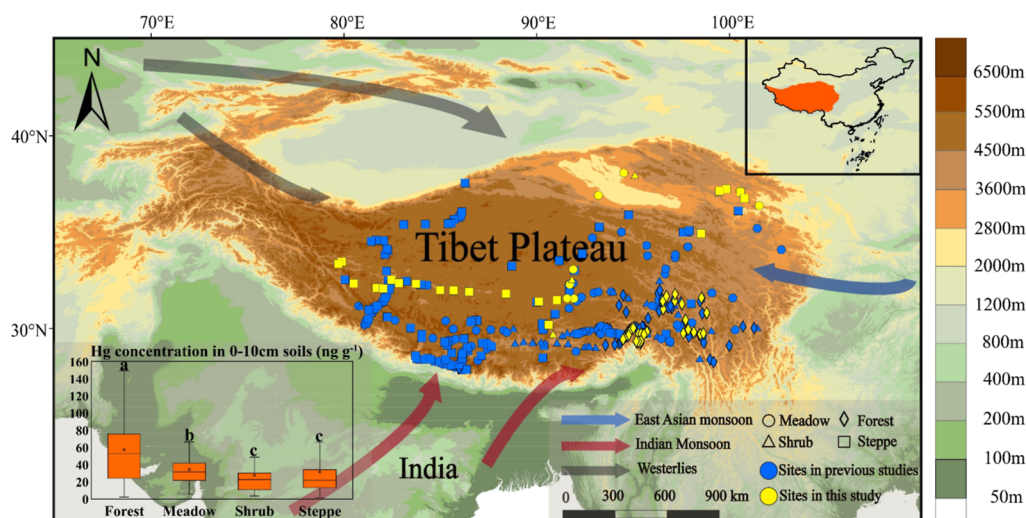 70°E 80°E 90°E 100°E
N
40°N
30°N
Tibet Plateau
India
6500m
5500m
4500m
3600m
2800m
2000m
1200m
800m
400m
200m
100m
50m
Hg concentration in 0-10cm soils (ng g-1)
160
140
120
100
80
60
40
20
0
a
b
c
c
Forest Meadow Shrub Steppe
East Asian monsoon
Indian Monsoon
Westerlies
Meadow Forest
Shrub Steppe
Sites in previous studies
Sites in this study
0 300 600 900 km